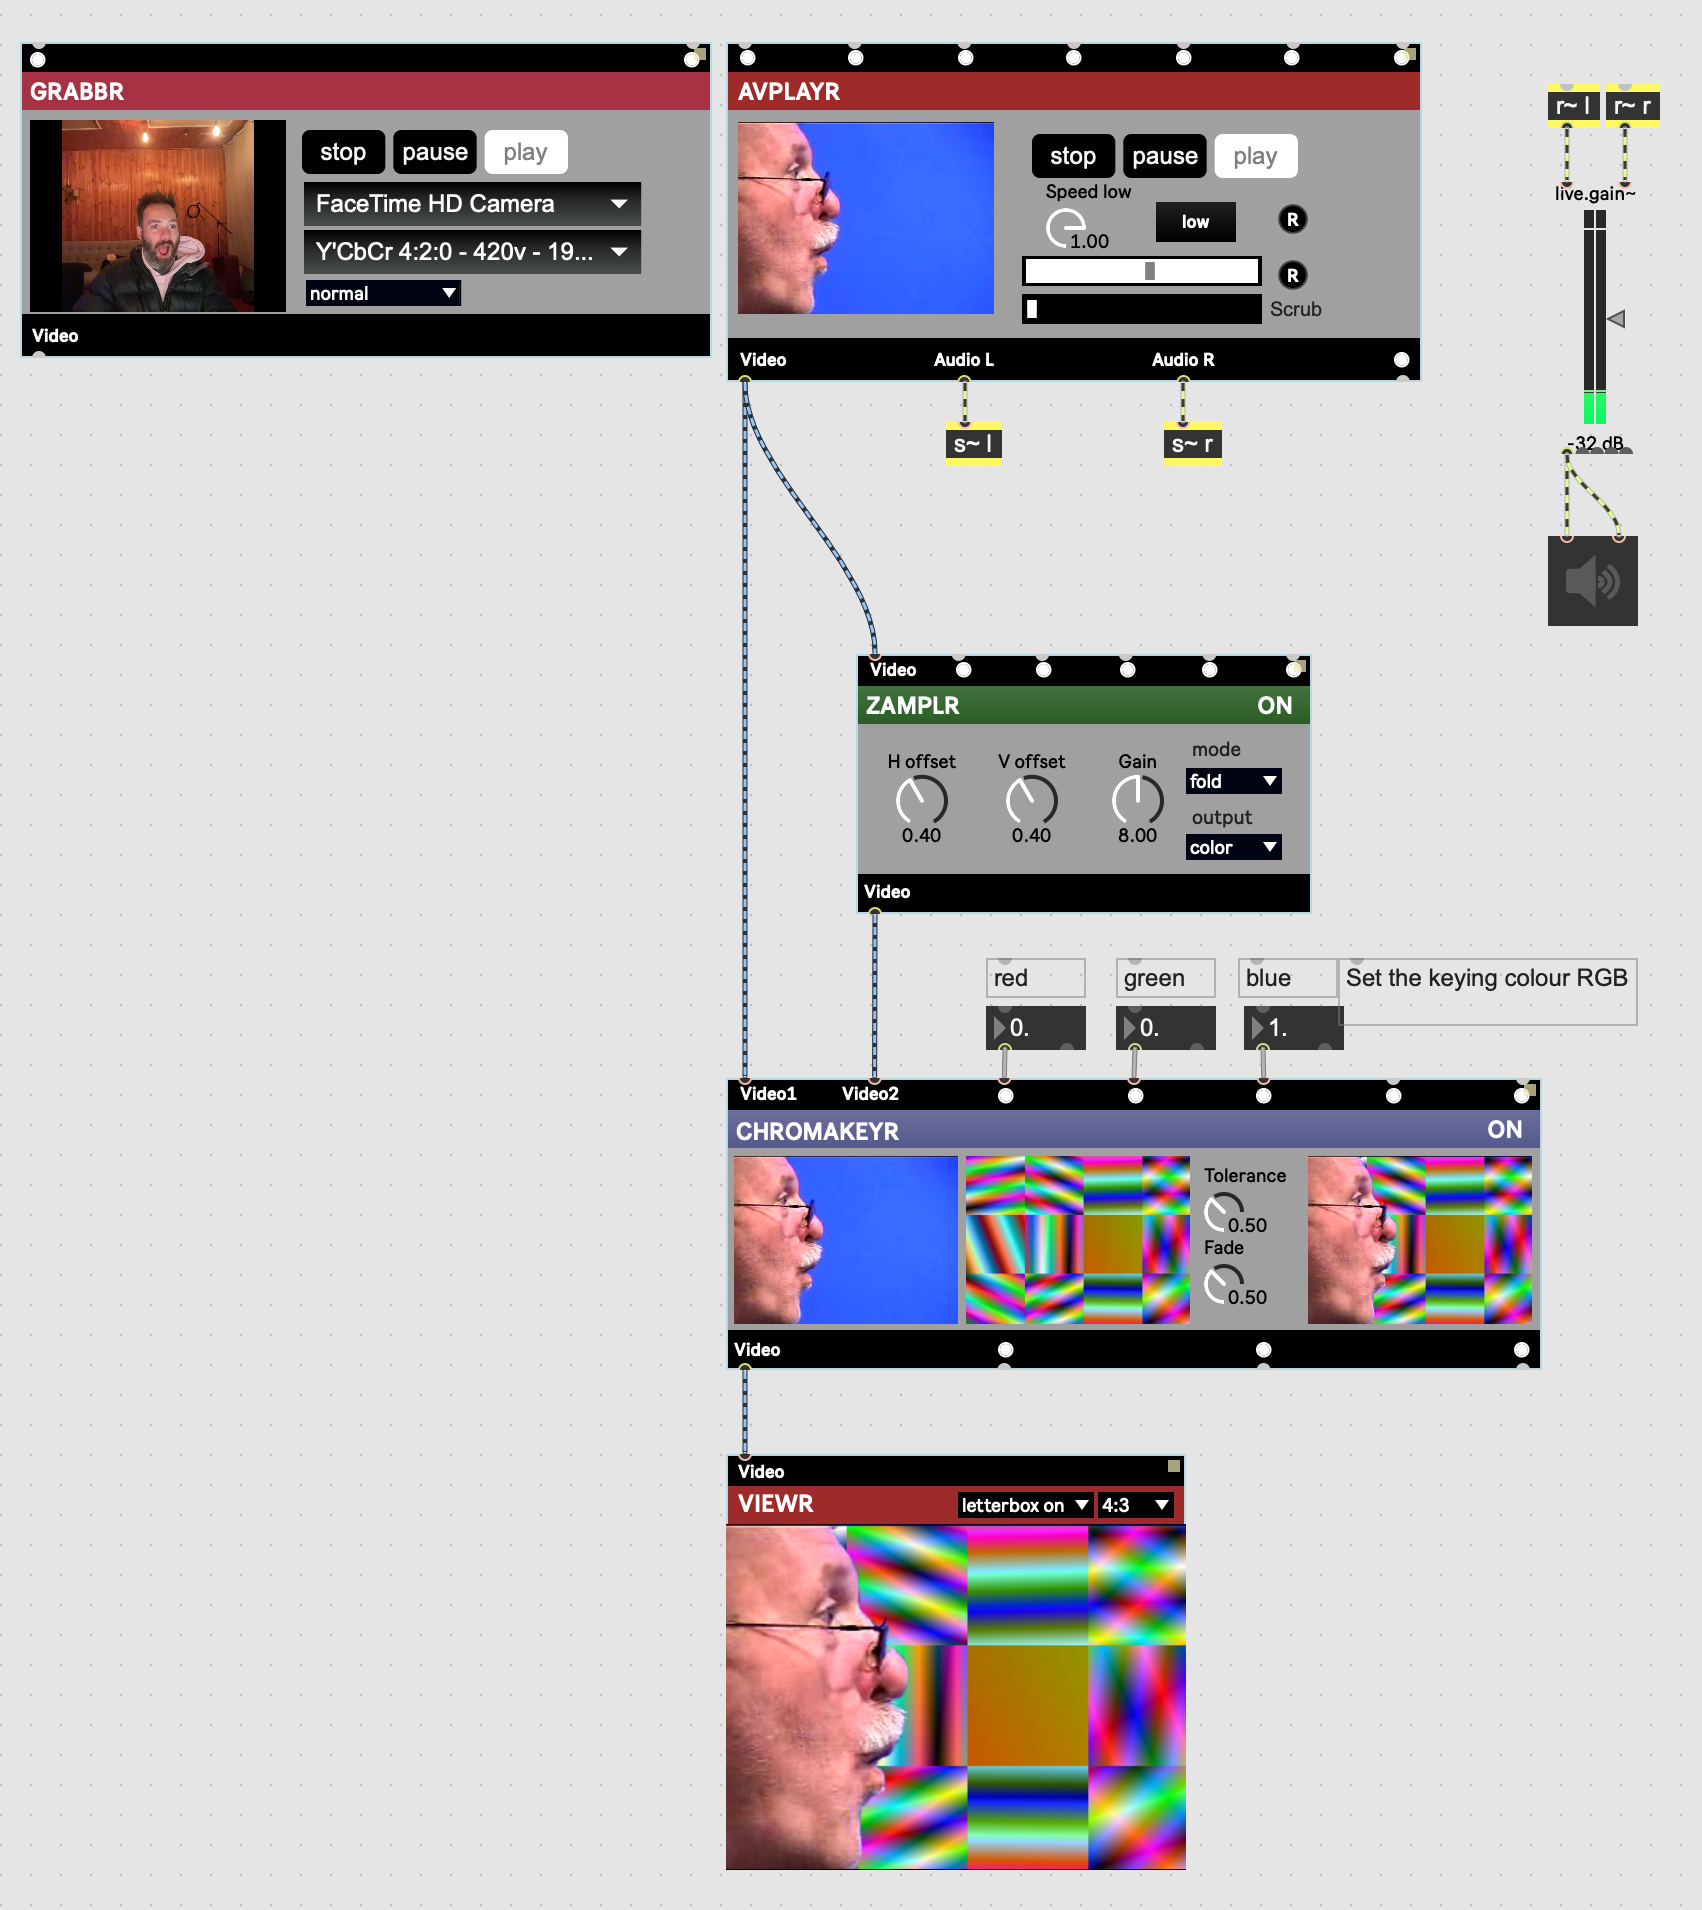 GRABBR
stop pause play
FaceTime HD Camera
Y'CbCr 4:2:0 - 420v - 19...
normal
Video
AVPLAYR
stop pause play
Speed low
1.00
low
R
R
Scrub
Video Audio L Audio R
s~ l
s~ r
r~ l
r~ r
live.gain~
-32 dB
Video
ZAMPLR ON
H offset V offset Gain
0.40 0.40 8.00
mode
fold
output
color
Video
red green blue Set the keying colour RGB
0. 0. 1.
Video1 Video2
CHROMAKEYR ON
Tolerance
0.50
Fade
0.50
Video
Video
VIEWR letterbox on 4:3